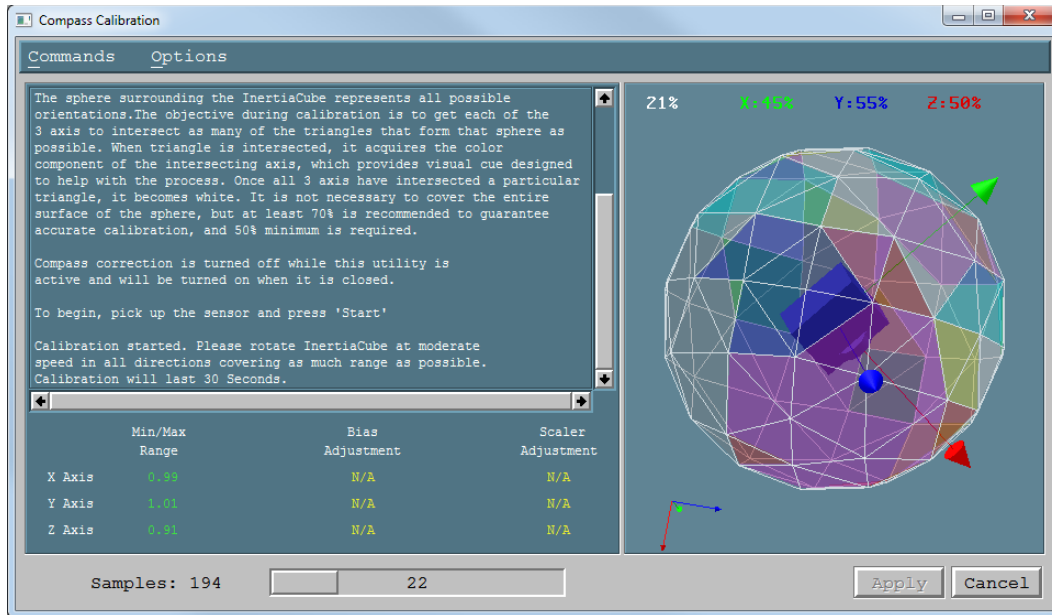 Compass Calibration
Commands Options
The sphere surrounding the InertiaCube represents all possible
orientations.The objective during calibration is to get each of the
3 axis to intersect as many of the triangles that form that sphere as
possible. When triangle is intersected, it acquires the color
component of the intersecting axis, which provides visual cue designed
to help with the process. Once all 3 axis have intersected a particular
triangle, it becomes white. It is not necessary to cover the entire
surface of the sphere, but at least 70% is recommended to guarantee
accurate calibration, and 50% minimum is required.
Compass correction is turned off while this utility is
active and will be turned on when it is closed.
To begin, pick up the sensor and press 'Start'
Calibration started. Please rotate InertiaCube at moderate
speed in all directions covering as much range as possible.
Calibration will last 30 Seconds.
21% X:45% Y:55% Z:50%
Min/Max Bias Scaler
Range Adjustment Adjustment
X Axis 0.99 N/A N/A
Y Axis 1.01 N/A N/A
Z Axis 0.91 N/A N/A
Samples: 194 22 Apply Cancel